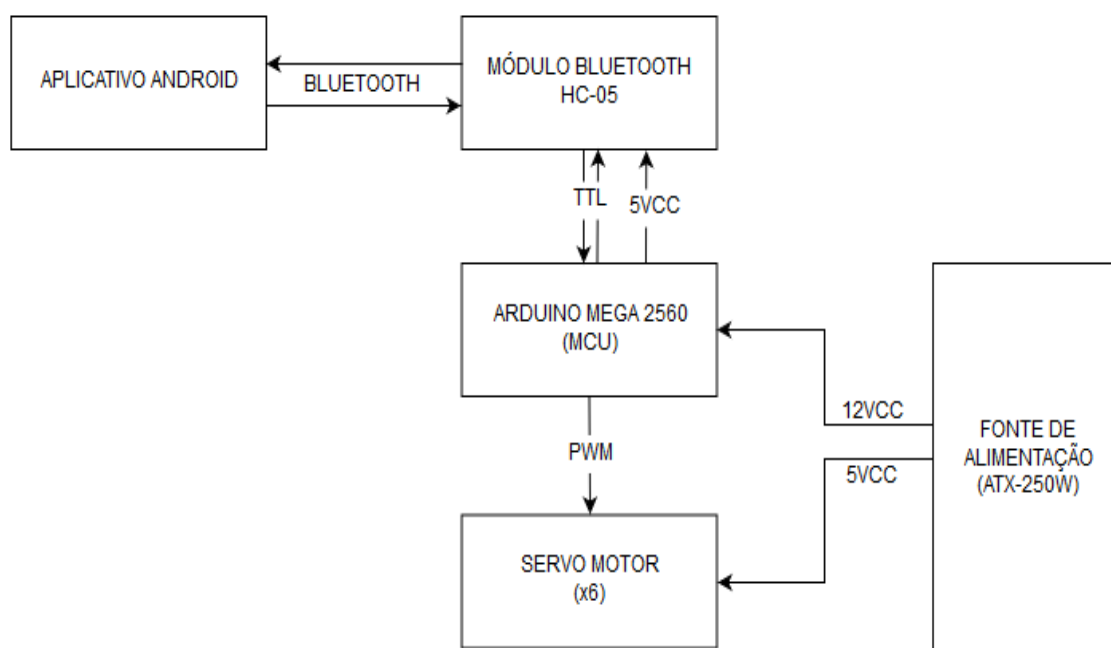 APLICATIVO ANDROID
BLUETOOTH
MÓDULO BLUETOOTH
HC-05
TTL
5VCC
ARDUINO MEGA 2560
(MCU)
12VCC
5VCC
FONTE DE
ALIMENTAÇÃO
(ATX-250W)
PWM
SERVO MOTOR
(x6)